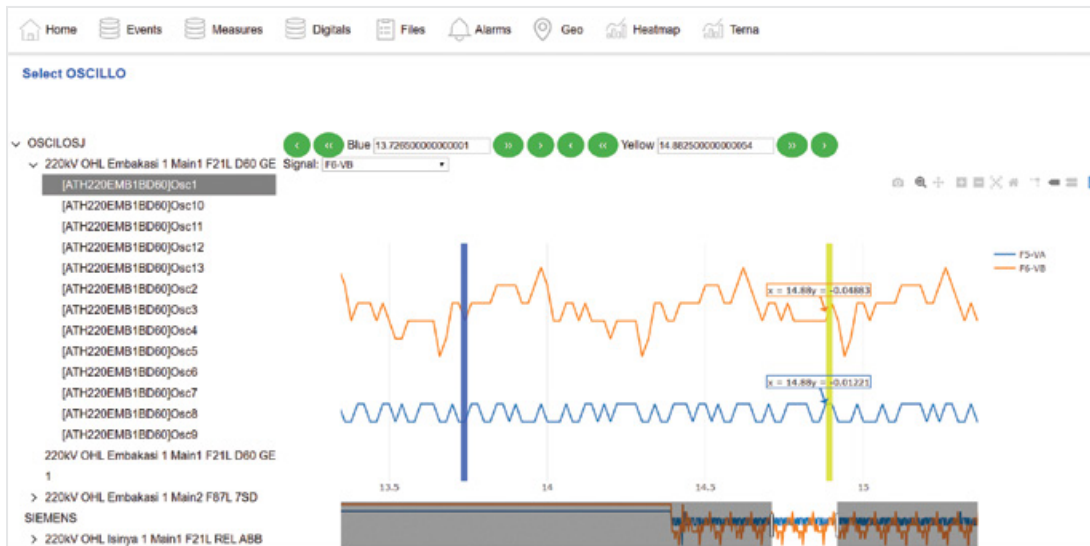 Home Events Measures Digitals Files Alarms Geo Heatmap Terna
Select OSCILLO
OSCILOSJ
Blue 13.726500000000001 Yellow 14.882500000000054
220kV OHL Embakasi 1 Main1 F21L D60 GE
Signal: F6-VB
[ATH220EMB1BD60]Osc1
[ATH220EMB1BD60]Osc10
[ATH220EMB1BD60]Osc11
[ATH220EMB1BD60]Osc12
[ATH220EMB1BD60]Osc13
[ATH220EMB1BD60]Osc2
[ATH220EMB1BD60]Osc3
[ATH220EMB1BD60]Osc4
[ATH220EMB1BD60]Osc5
[ATH220EMB1BD60]Osc6
[ATH220EMB1BD60]Osc7
[ATH220EMB1BD60]Osc8
[ATH220EMB1BD60]Osc9
220kV OHL Embakasi 1 Main1 F21L D60 GE
1
220kV OHL Embakasi 1 Main2 F87L 7SD
SIEMENS
220kV OHL Isinya 1 Main1 F21L REL ABB
F5-VA
F6-VB
x = 14.88y = -0.04883
x = 14.88y = -0.01221
13.5 14 14.5 15